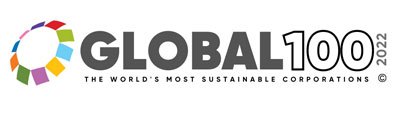 GLOBAL100 2022
THE WORLD'S MOST SUSTAINABLE CORPORATIONS ©